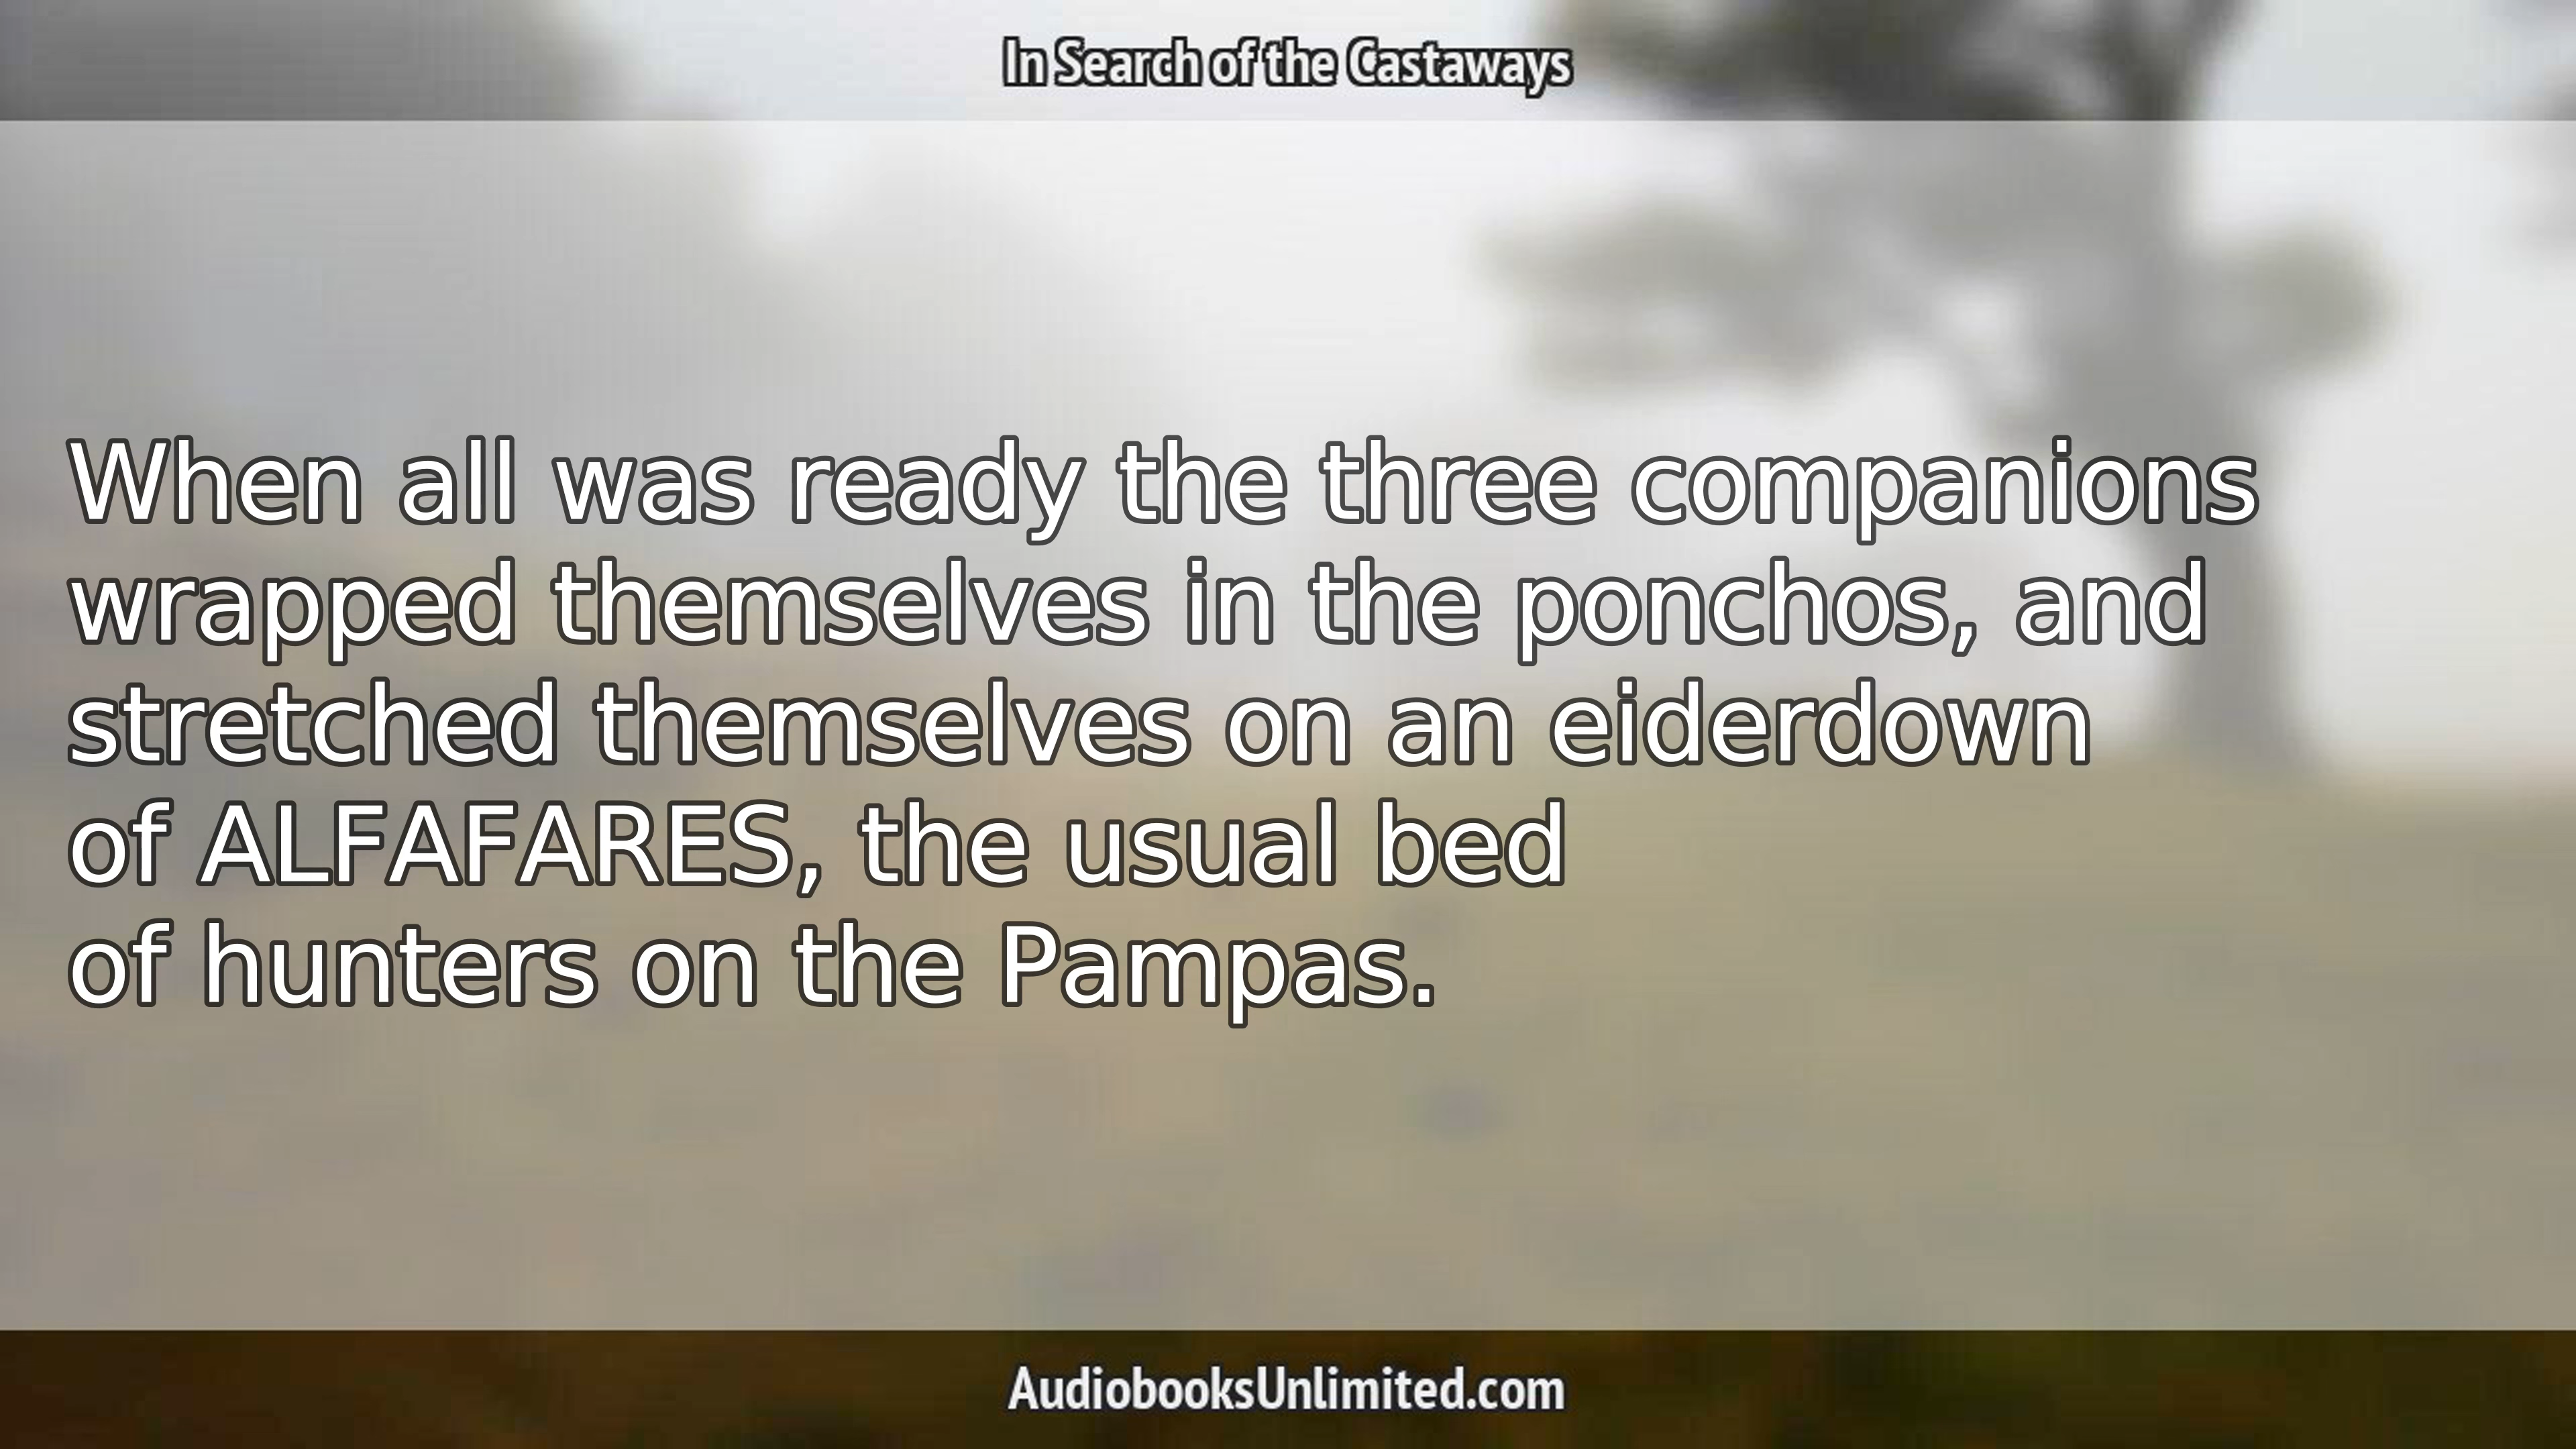 In Search of the Castaways
When all was ready the three companions
wrapped themselves in the ponchos, and
stretched themselves on an eiderdown
of ALFAFARES, the usual bed
of hunters on the Pampas.
AudiobooksUnlimited.com